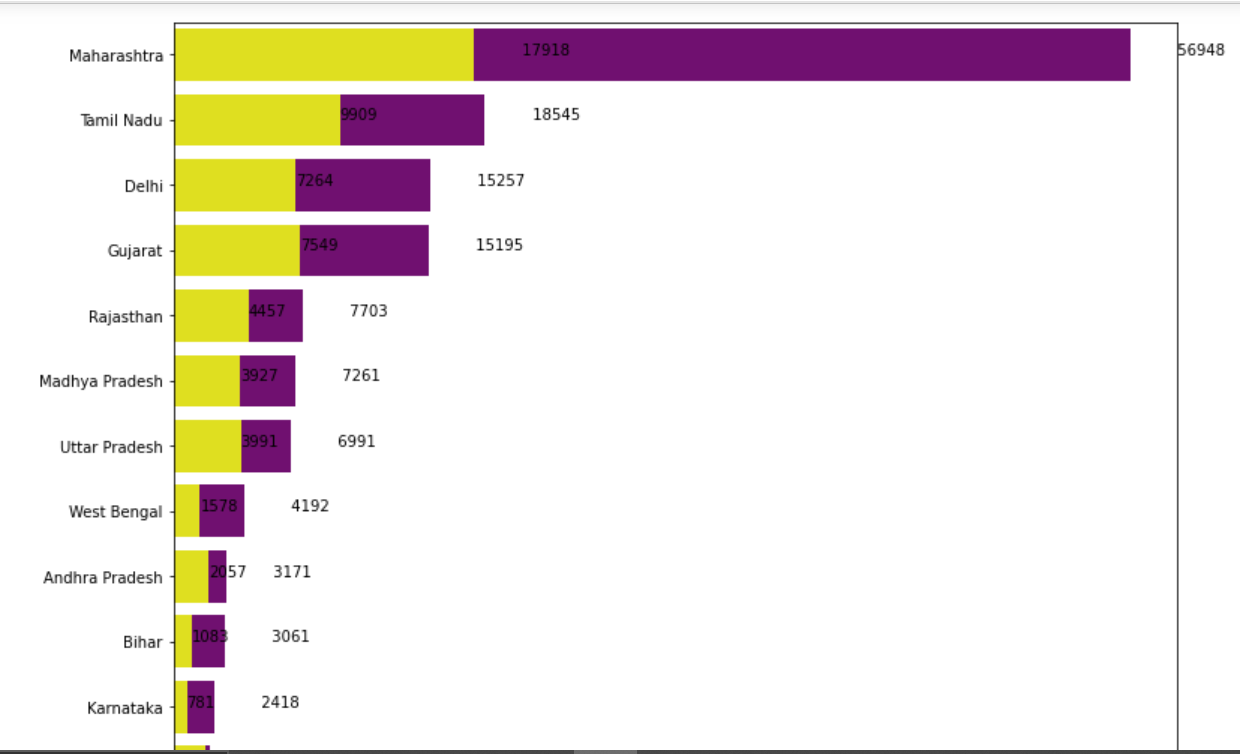 Maharashtra 17918 56948
Tamil Nadu 9909 18545
Delhi 7264 15257
Gujarat 7549 15195
Rajasthan 4457 7703
Madhya Pradesh 3927 7261
Uttar Pradesh 3991 6991
West Bengal 1578 4192
Andhra Pradesh 2057 3171
Bihar 1083 3061
Karnataka 781 2418